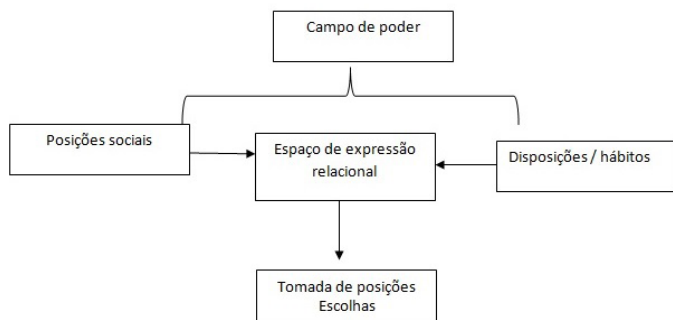 Campo de poder
Posições sociais
Espaço de expressão
relacional
Disposições / hábitos
Tomada de posições
Escolhas